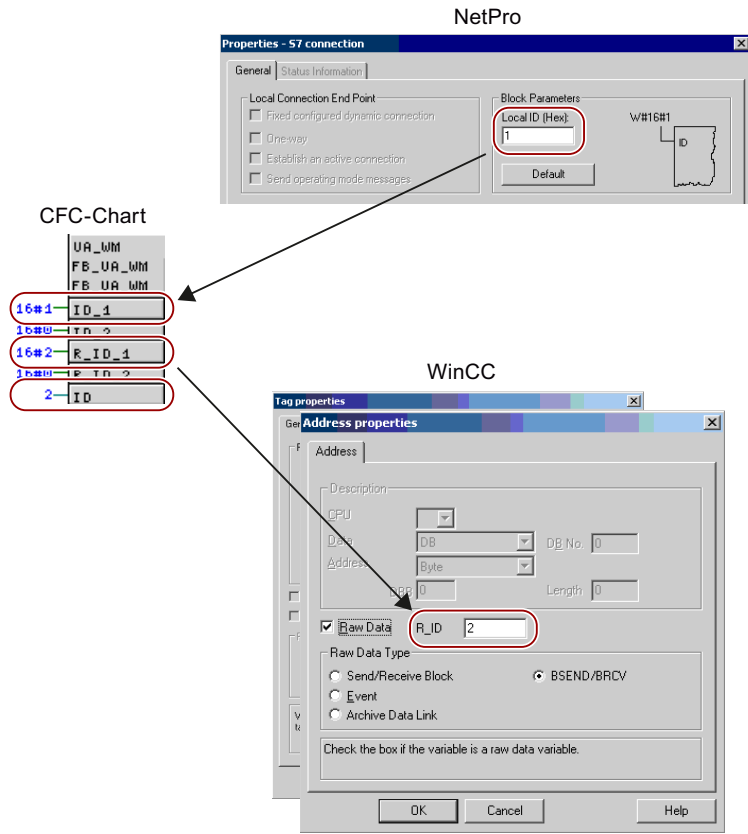 NetPro
Properties - S7 connection
General Status Information
Local Connection End Point
Fixed configured dynamic connection
One-way
Establish an active connection
Send operating mode messages
Block Parameters
Local ID (Hex):
1
W#16#1
ID
Default
CFC-Chart
UA_WM
FB_UA_WM
FB_UA_WM
16#1 ID_1
16#0 ID_2
16#2 R_ID_1
16#0 R_ID_2
2 ID
WinCC
Tag properties
Address properties
Address
Description
CPU
Data DB DB No. 0
Address Byte
DBB 0 Length 0
Raw Data R_ID 2
Raw Data Type
Send/Receive Block BSEND/BRCV
Event
Archive Data Link
Check the box if the variable is a raw data variable.
OK Cancel Help